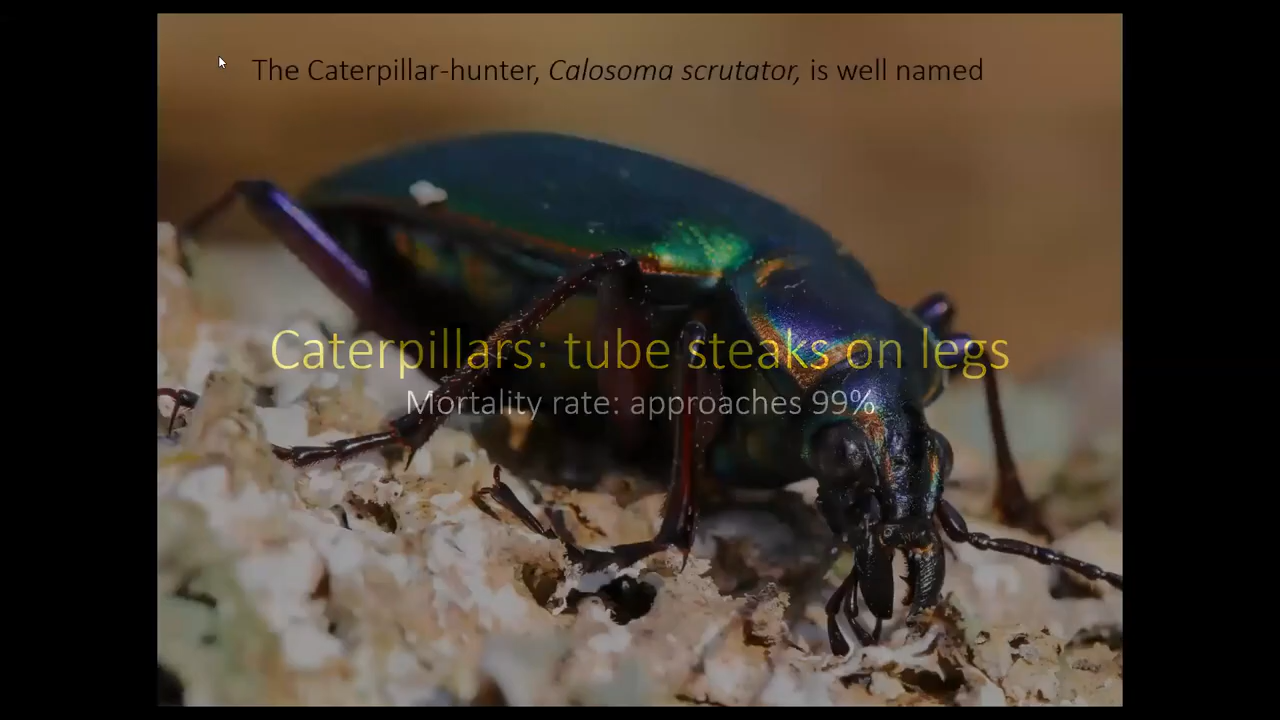 The Caterpillar-hunter, Calosoma scrutator, is well named
Caterpillars: tube steaks on legs
Mortality rate: approaches 99%